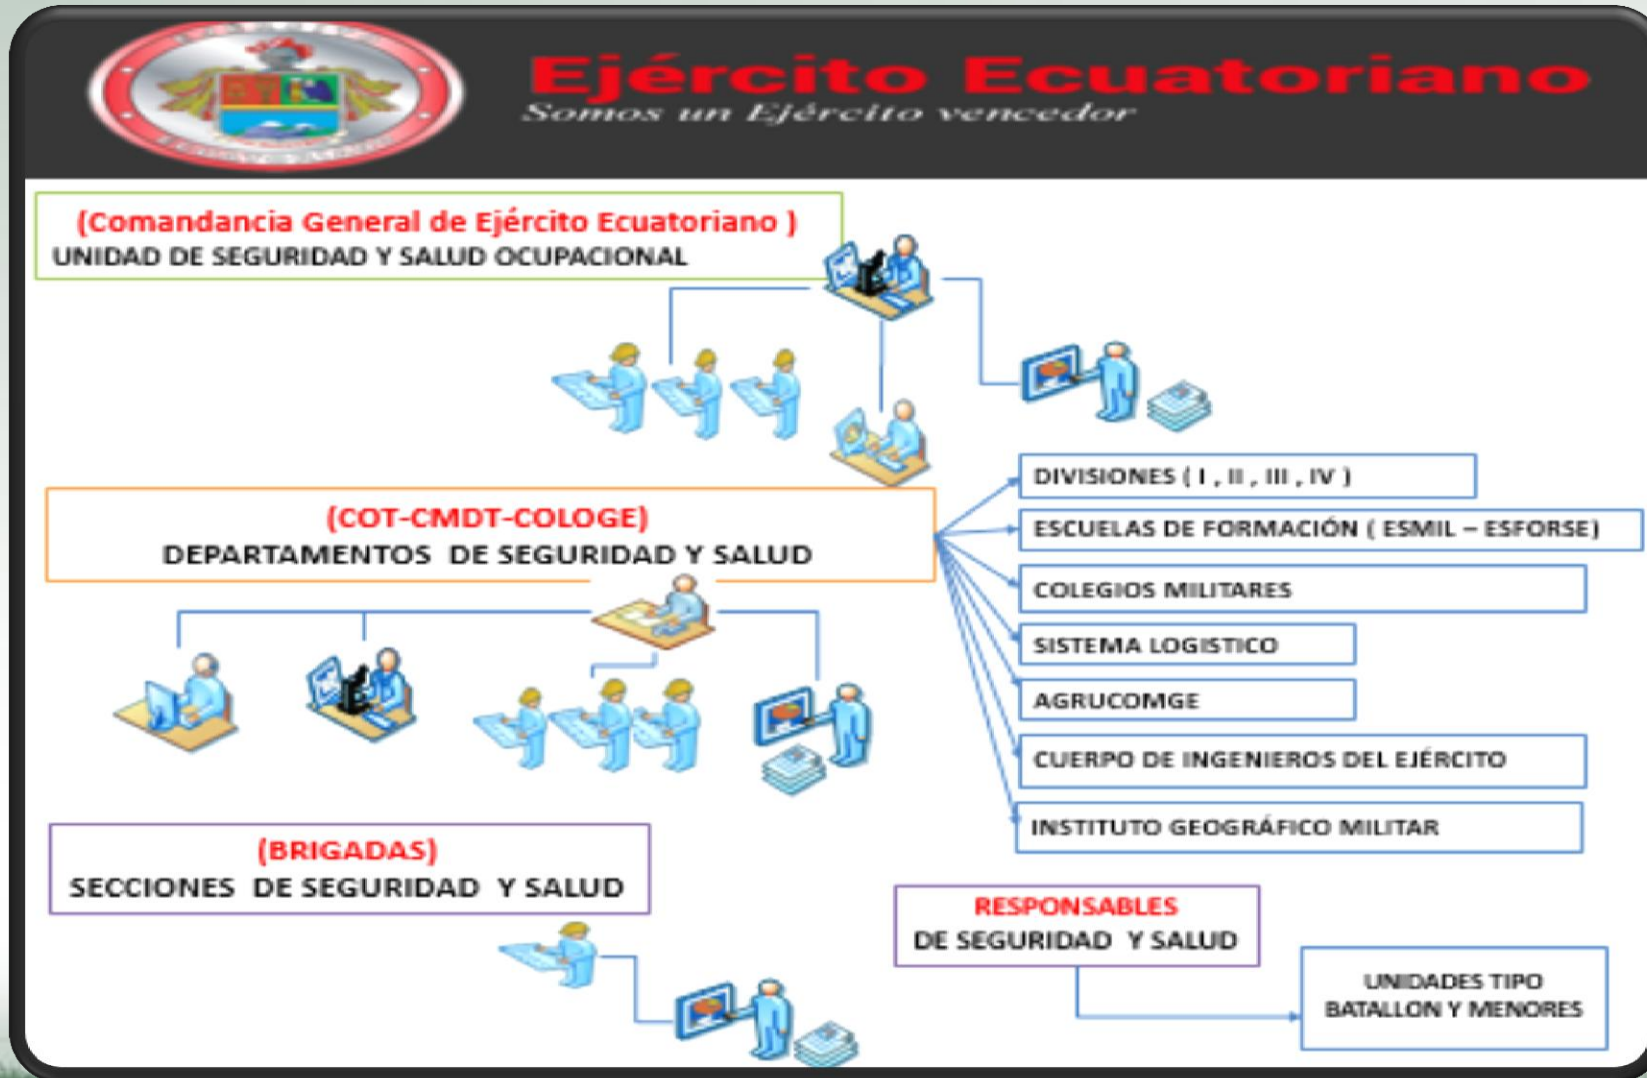 Ejército Ecuatoriano
Somos un Ejército vencedor
(Comandancia General de Ejército Ecuatoriano )
UNIDAD DE SEGURIDAD Y SALUD OCUPACIONAL
(COT-CMDT-COLOGE)
DEPARTAMENTOS DE SEGURIDAD Y SALUD
DIVISIONES ( I , II , III , IV )
ESCUELAS DE FORMACIÓN ( ESMIL – ESFORSE)
COLEGIOS MILITARES
SISTEMA LOGISTICO
AGRUCOMGE
CUERPO DE INGENIEROS DEL EJÉRCITO
INSTITUTO GEOGRÁFICO MILITAR
(BRIGADAS)
SECCIONES DE SEGURIDAD Y SALUD
RESPONSABLES
DE SEGURIDAD Y SALUD
UNIDADES TIPO
BATALLON Y MENORES